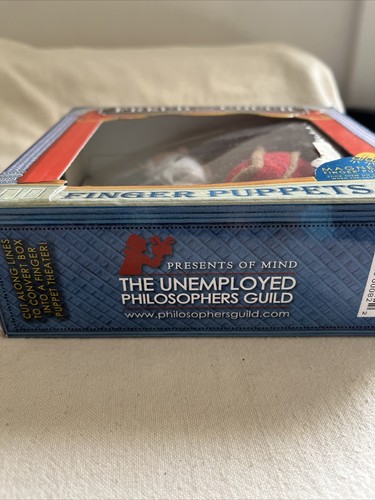 FINGER PUPPETS
CUT ALONG LINES
TO CONVERT BOX
INTO A FINGER
PUPPET THEATER!
PRESENTS OF MIND
THE UNEMPLOYED
PHILOSOPHERS GUILD
www.philosophersguild.com